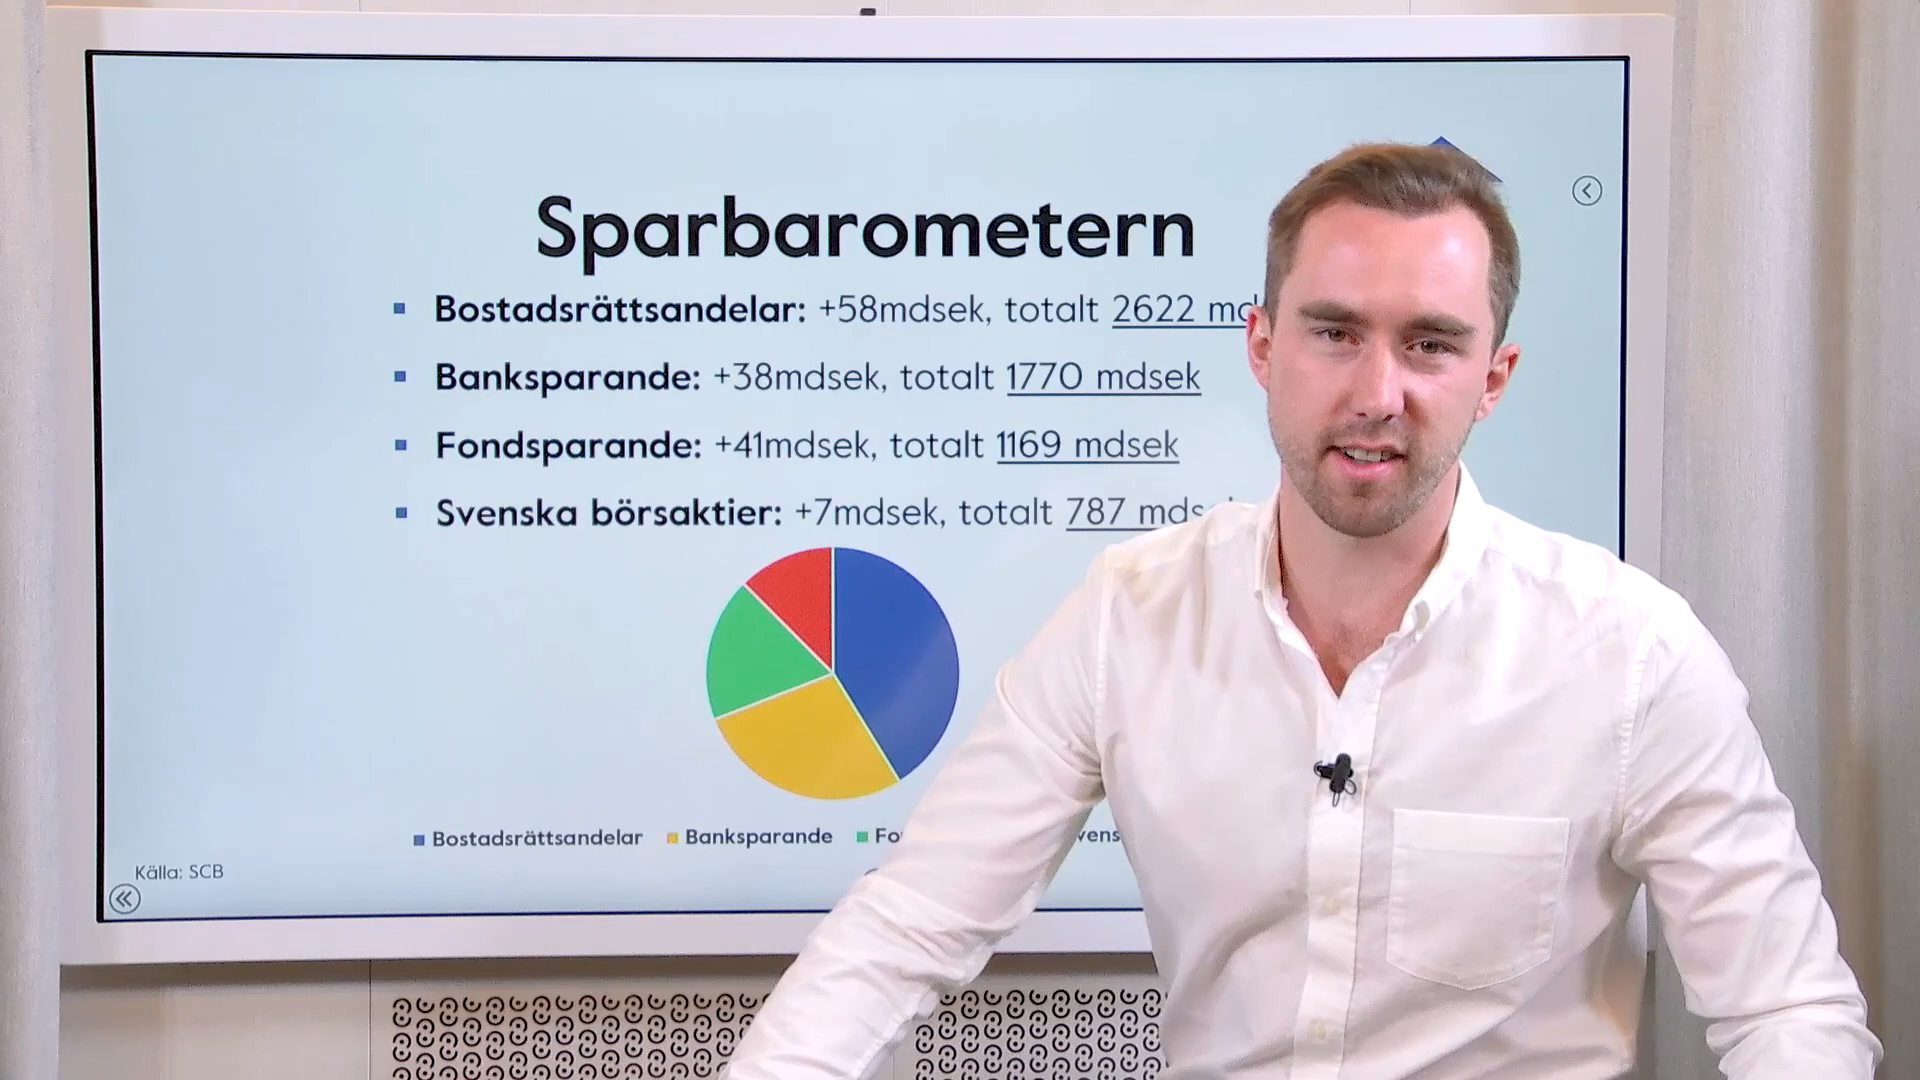 Sparbarometern
▪ Bostadsrättsandelar: +58mdsek, totalt 2622
▪ Banksparande: +38mdsek, totalt 1770 mdsek
▪ Fondsparande: +41mdsek, totalt 1169 mdsek
▪ Svenska börsaktier: +7mdsek, totalt 787
Bostadsrättsandelar Banksparande
Källa: SCB